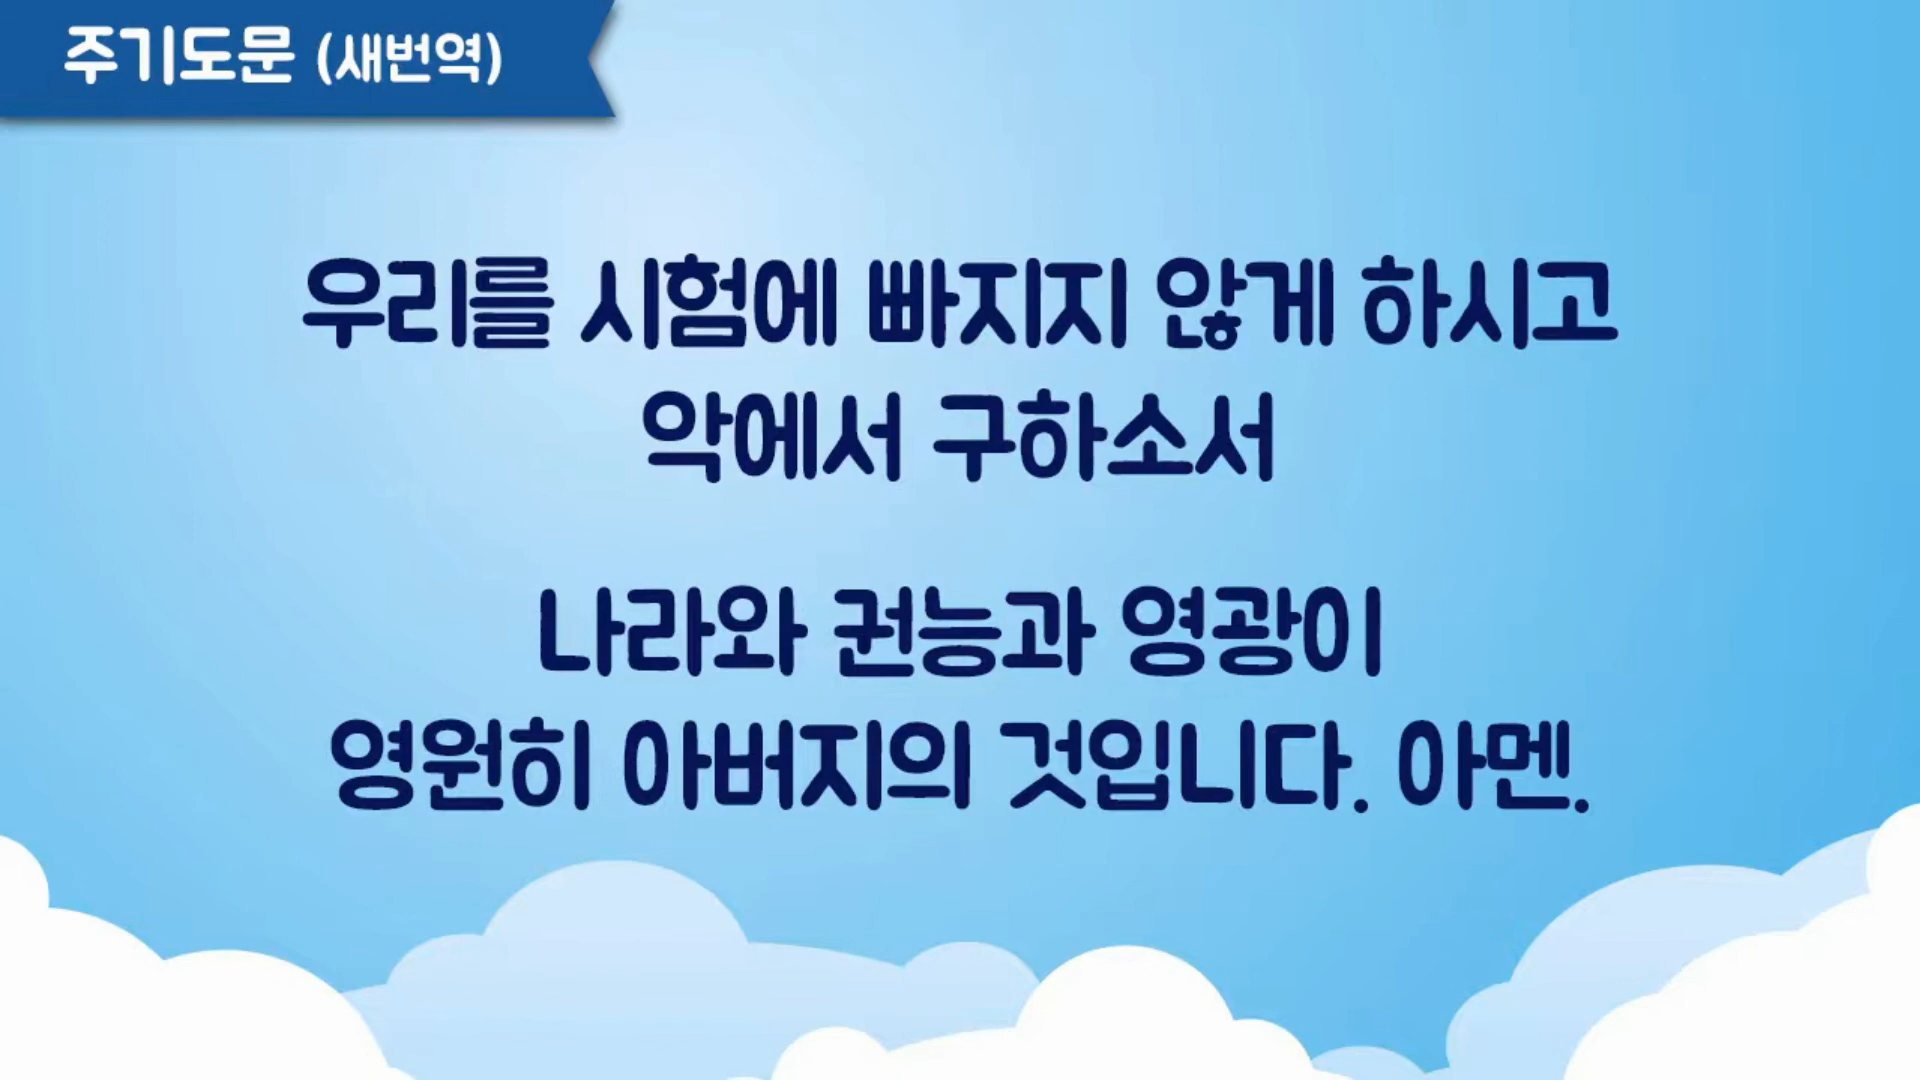 주기도문 (새번역)
우리를 시험에 빠지지 않게 하시고
악에서 구하소서
나라와 권능과 영광이
영원히 아버지의 것입니다. 아멘.